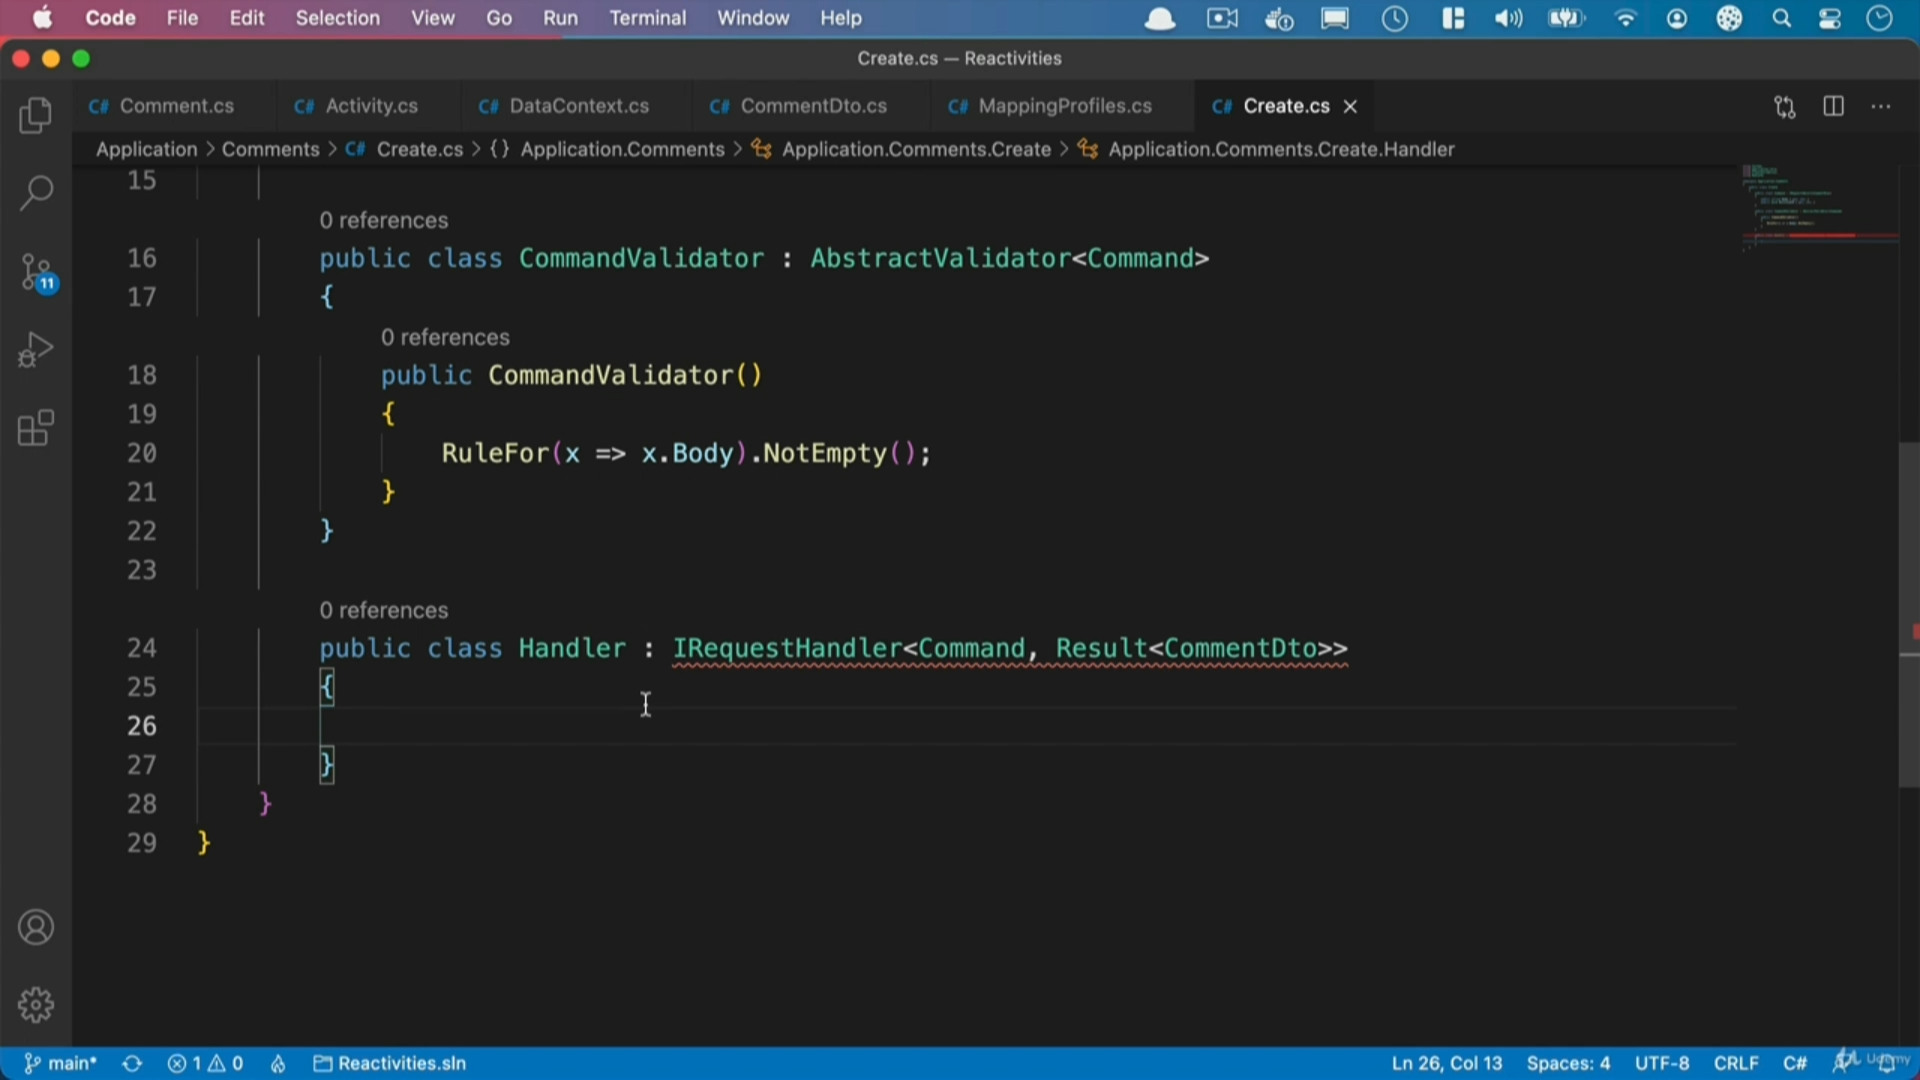 Code File Edit Selection View Go Run Terminal Window Help
Create.cs — Reactivities
C# Comment.cs C# Activity.cs C# DataContext.cs C# CommentDto.cs C# MappingProfiles.cs C# Create.cs
Application > Comments > C# Create.cs > {} Application.Comments > Application.Comments.Create > Application.Comments.Create.Handler
15
0 references
16 public class CommandValidator : AbstractValidator<Command>
17 {
0 references
18 public CommandValidator()
19 {
20 RuleFor(x => x.Body).NotEmpty();
21 }
22 }
23
0 references
24 public class Handler : IRequestHandler<Command, Result<CommentDto>>
25 {
26
27 }
28 }
29 }
11
main* 1 0 Reactivities.sln Ln 26, Col 13 Spaces: 4 UTF-8 CRLF C#
Udemy